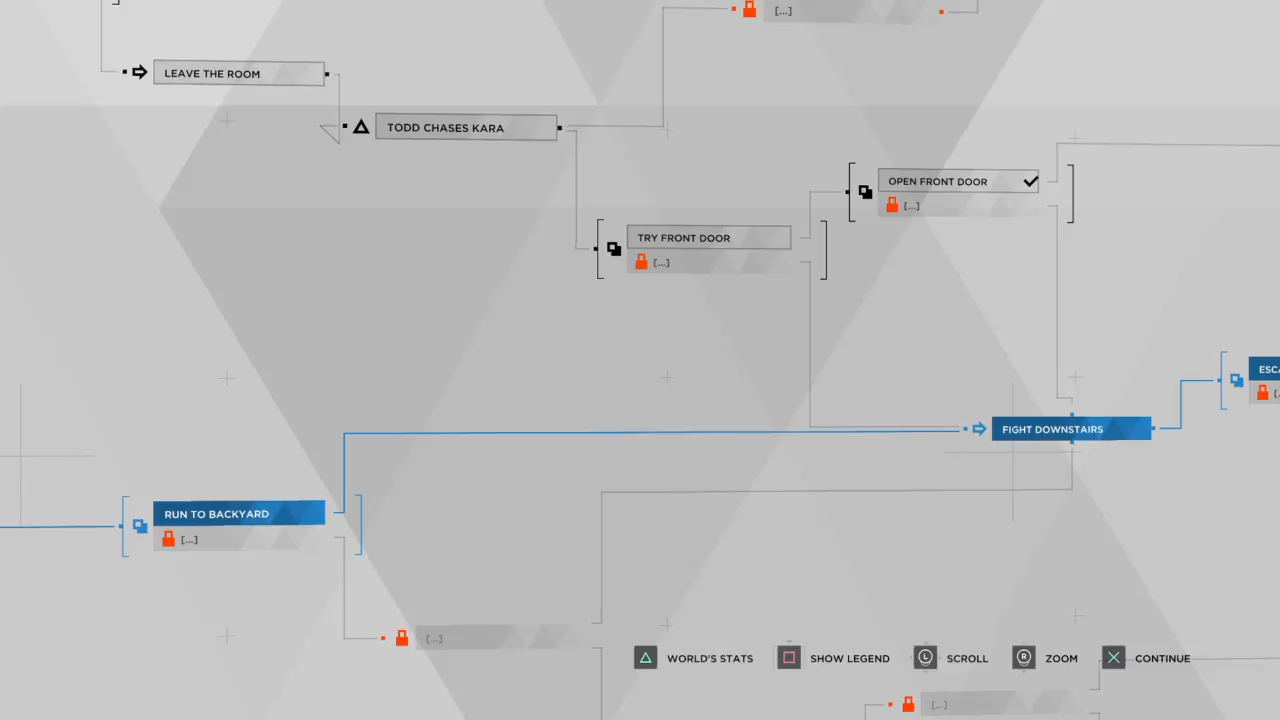 [...]
LEAVE THE ROOM
TODD CHASES KARA
OPEN FRONT DOOR
[...]
TRY FRONT DOOR
[...]
ESCA
[...
FIGHT DOWNSTAIRS
RUN TO BACKYARD
[...]
[...]
WORLD'S STATS
SHOW LEGEND
L
SCROLL
R
ZOOM
CONTINUE
[...]